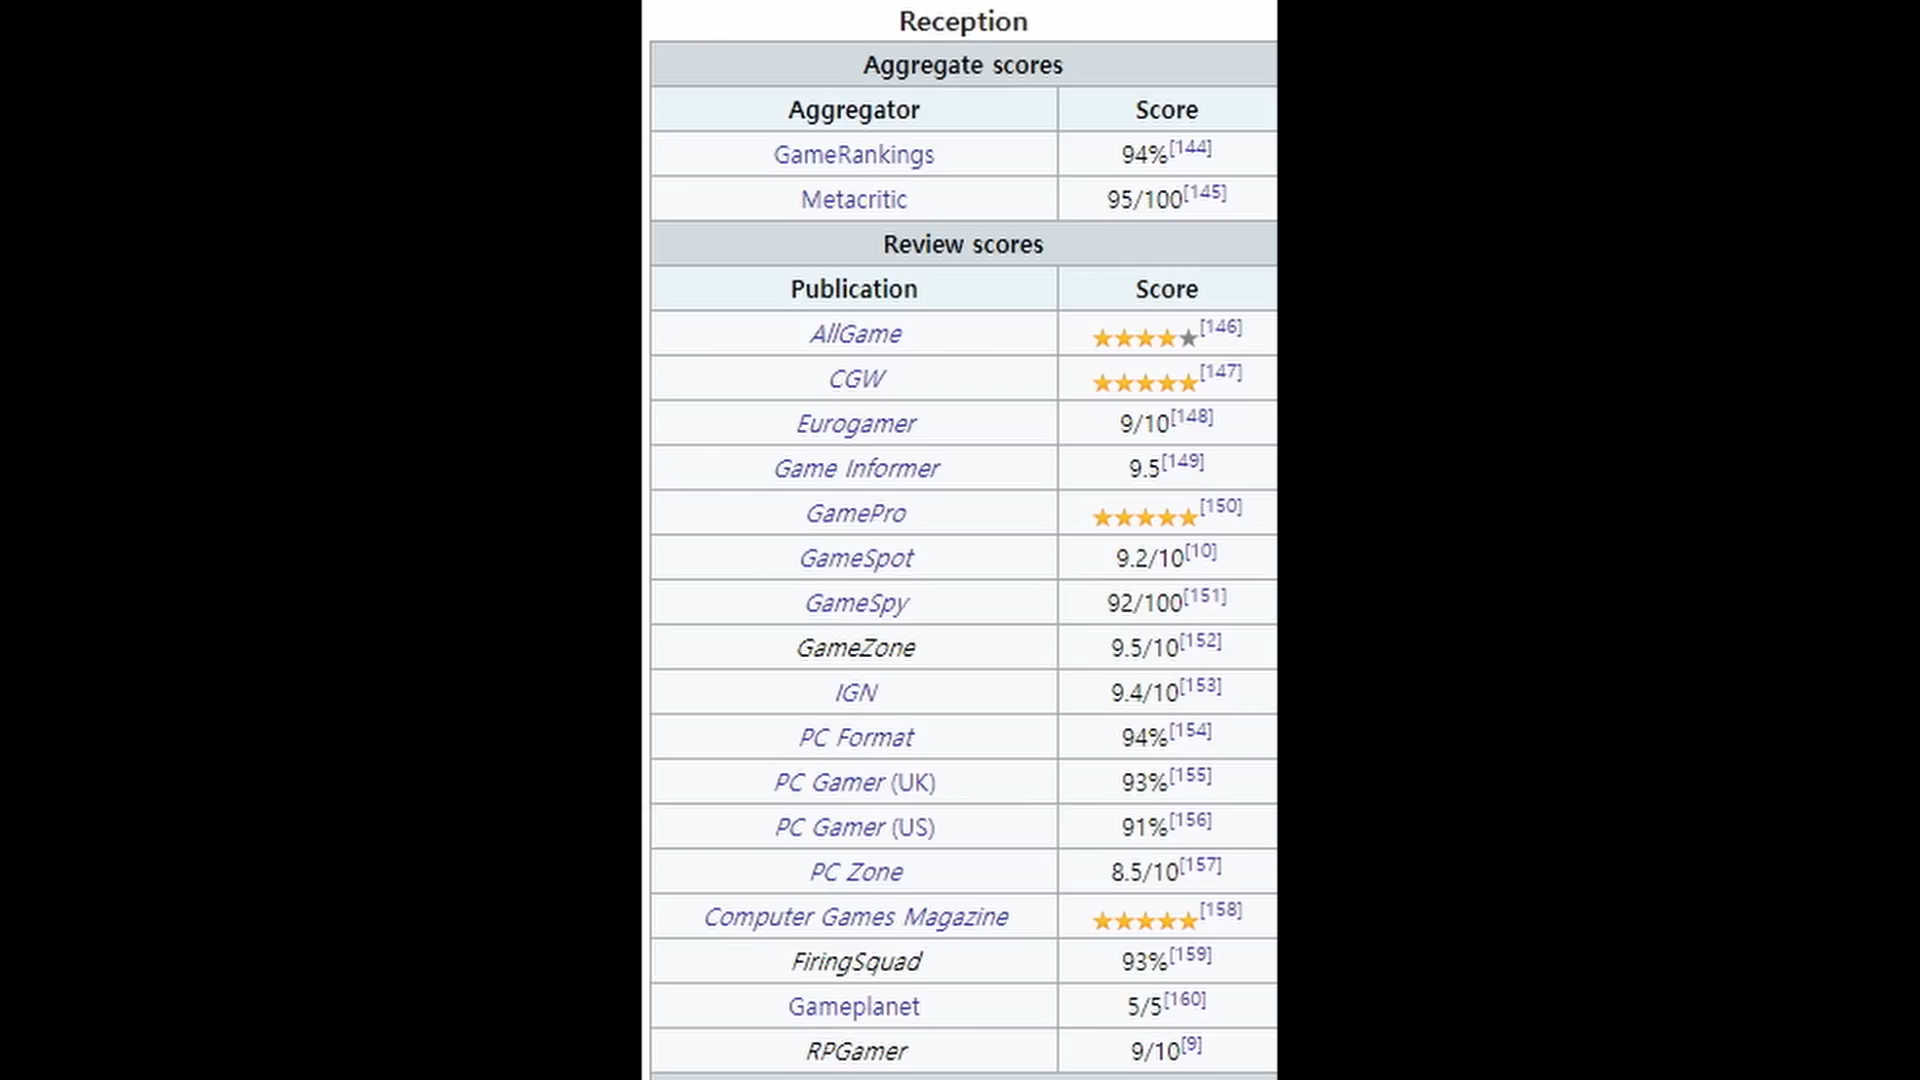 Reception
Aggregate scores
Aggregator Score
GameRankings 94%[144]
Metacritic 95/100[145]
Review scores
Publication Score
AllGame ★★★★★[146]
CGW ★★★★★[147]
Eurogamer 9/10[148]
Game Informer 9.5[149]
GamePro ★★★★★[150]
GameSpot 9.2/10[10]
GameSpy 92/100[151]
GameZone 9.5/10[152]
IGN 9.4/10[153]
PC Format 94%[154]
PC Gamer (UK) 93%[155]
PC Gamer (US) 91%[156]
PC Zone 8.5/10[157]
Computer Games Magazine ★★★★★[158]
FiringSquad 93%[159]
Gameplanet 5/5[160]
RPGamer 9/10[9]